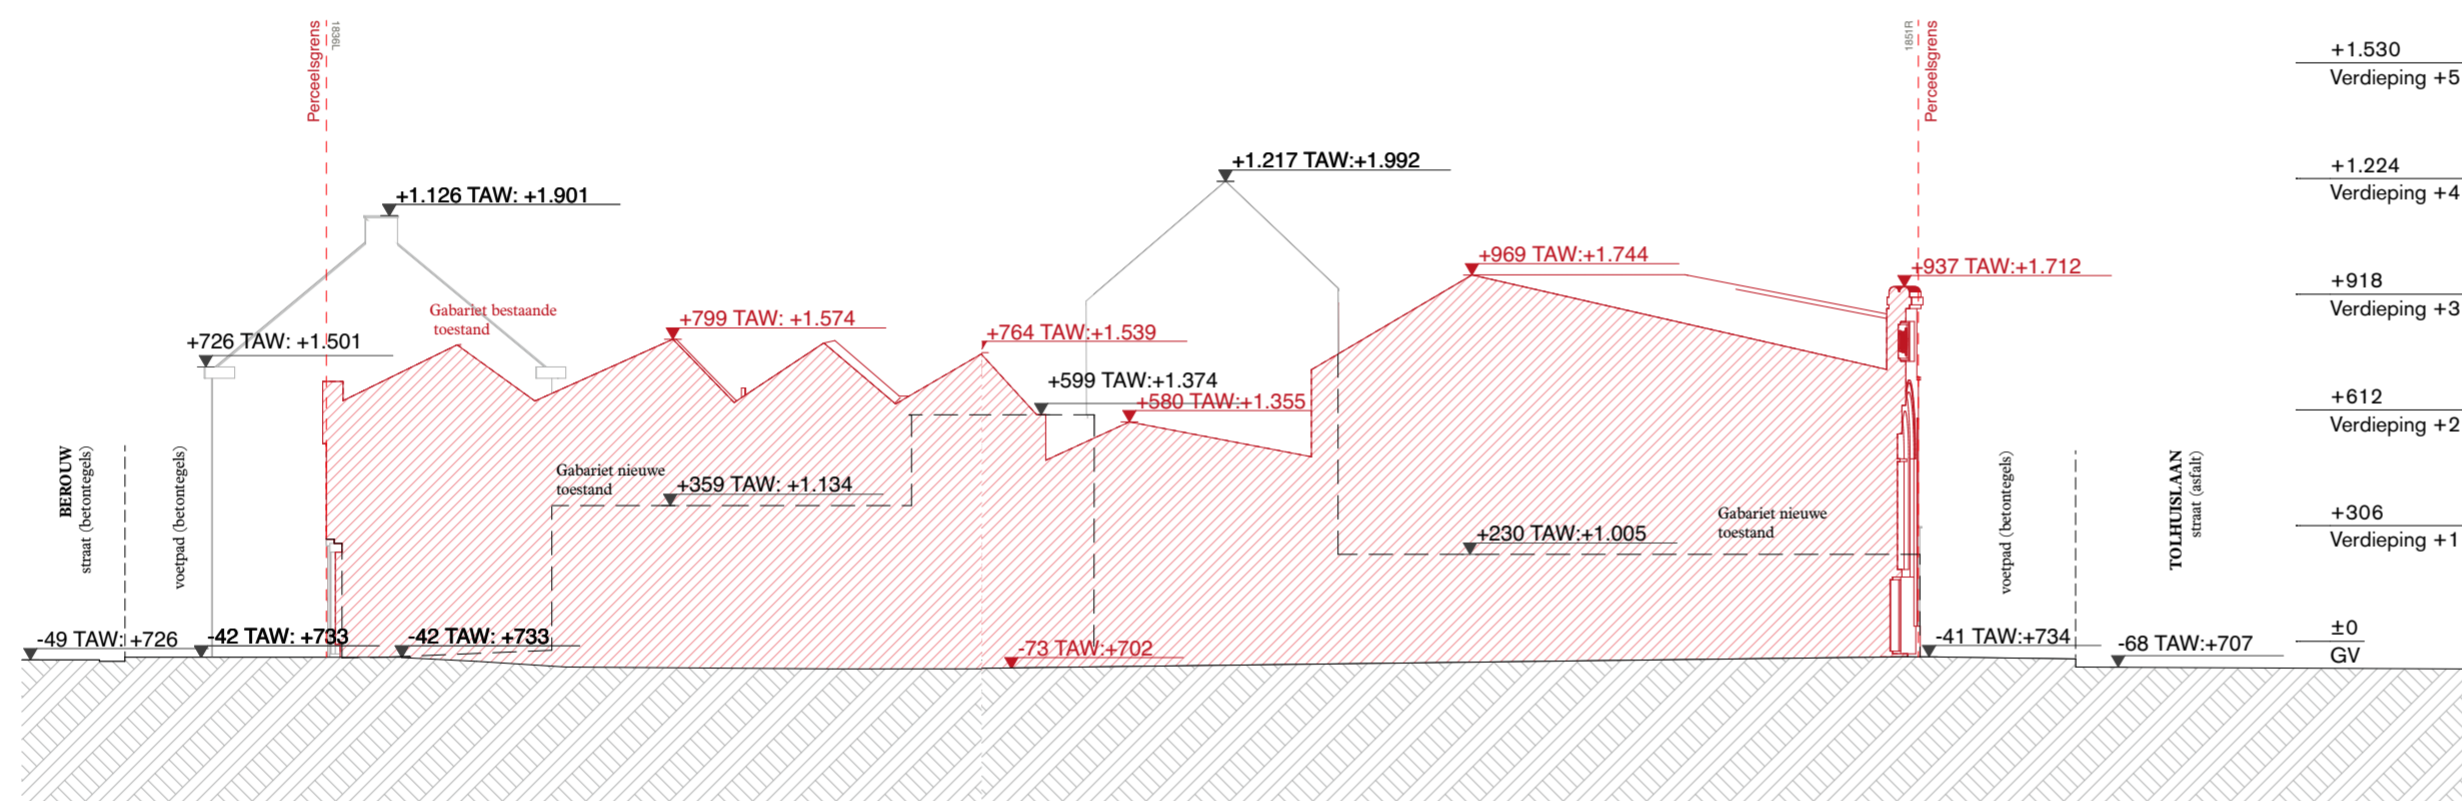 Perceelsgrens
1836L
1851R
Perceelsgrens
+1.530
Verdieping +5
+1.217 TAW:+1.992
+1.224
Verdieping +4
+1.126 TAW: +1.901
+969 TAW:+1.744
+937 TAW:+1.712
+918
Verdieping +3
Gabariet bestaande
toestand
+799 TAW: +1.574
+764 TAW:+1.539
+726 TAW: +1.501
+599 TAW:+1.374
+580 TAW:+1.355
+612
Verdieping +2
BEROUW
straat (betontegels)
voetpad (betontegels)
Gabariet nieuwe
toestand
+359 TAW: +1.134
Gabariet nieuwe
toestand
+230 TAW:+1.005
voetpad (betontegels)
TOLHUISLAAN
straat (asfalt)
+306
Verdieping +1
-49 TAW: +726
-42 TAW: +733
-42 TAW: +733
-73 TAW:+702
-41 TAW:+734
-68 TAW:+707
±0
GV